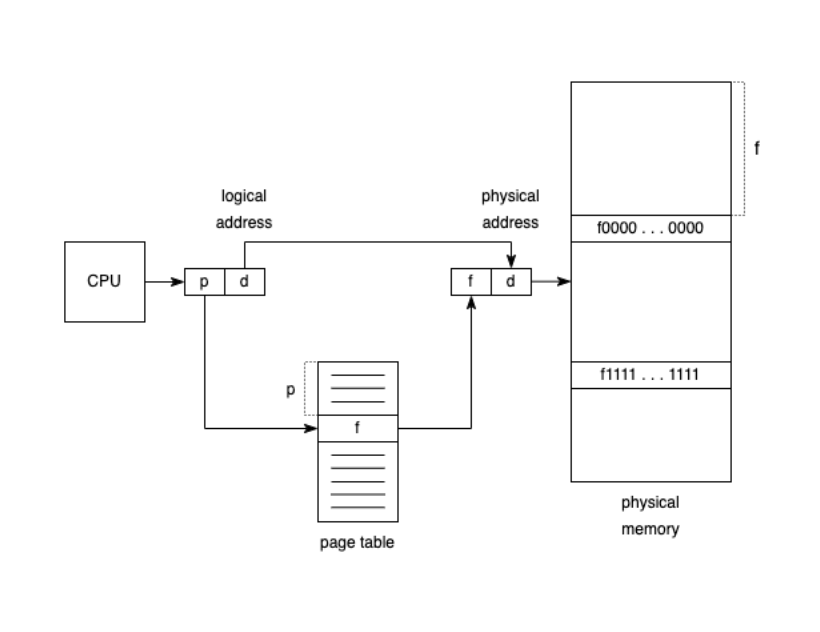 f
logical
address
physical
address
f0000 . . . 0000
CPU
p
d
f
d
f1111 . . . 1111
p
f
physical
memory
page table